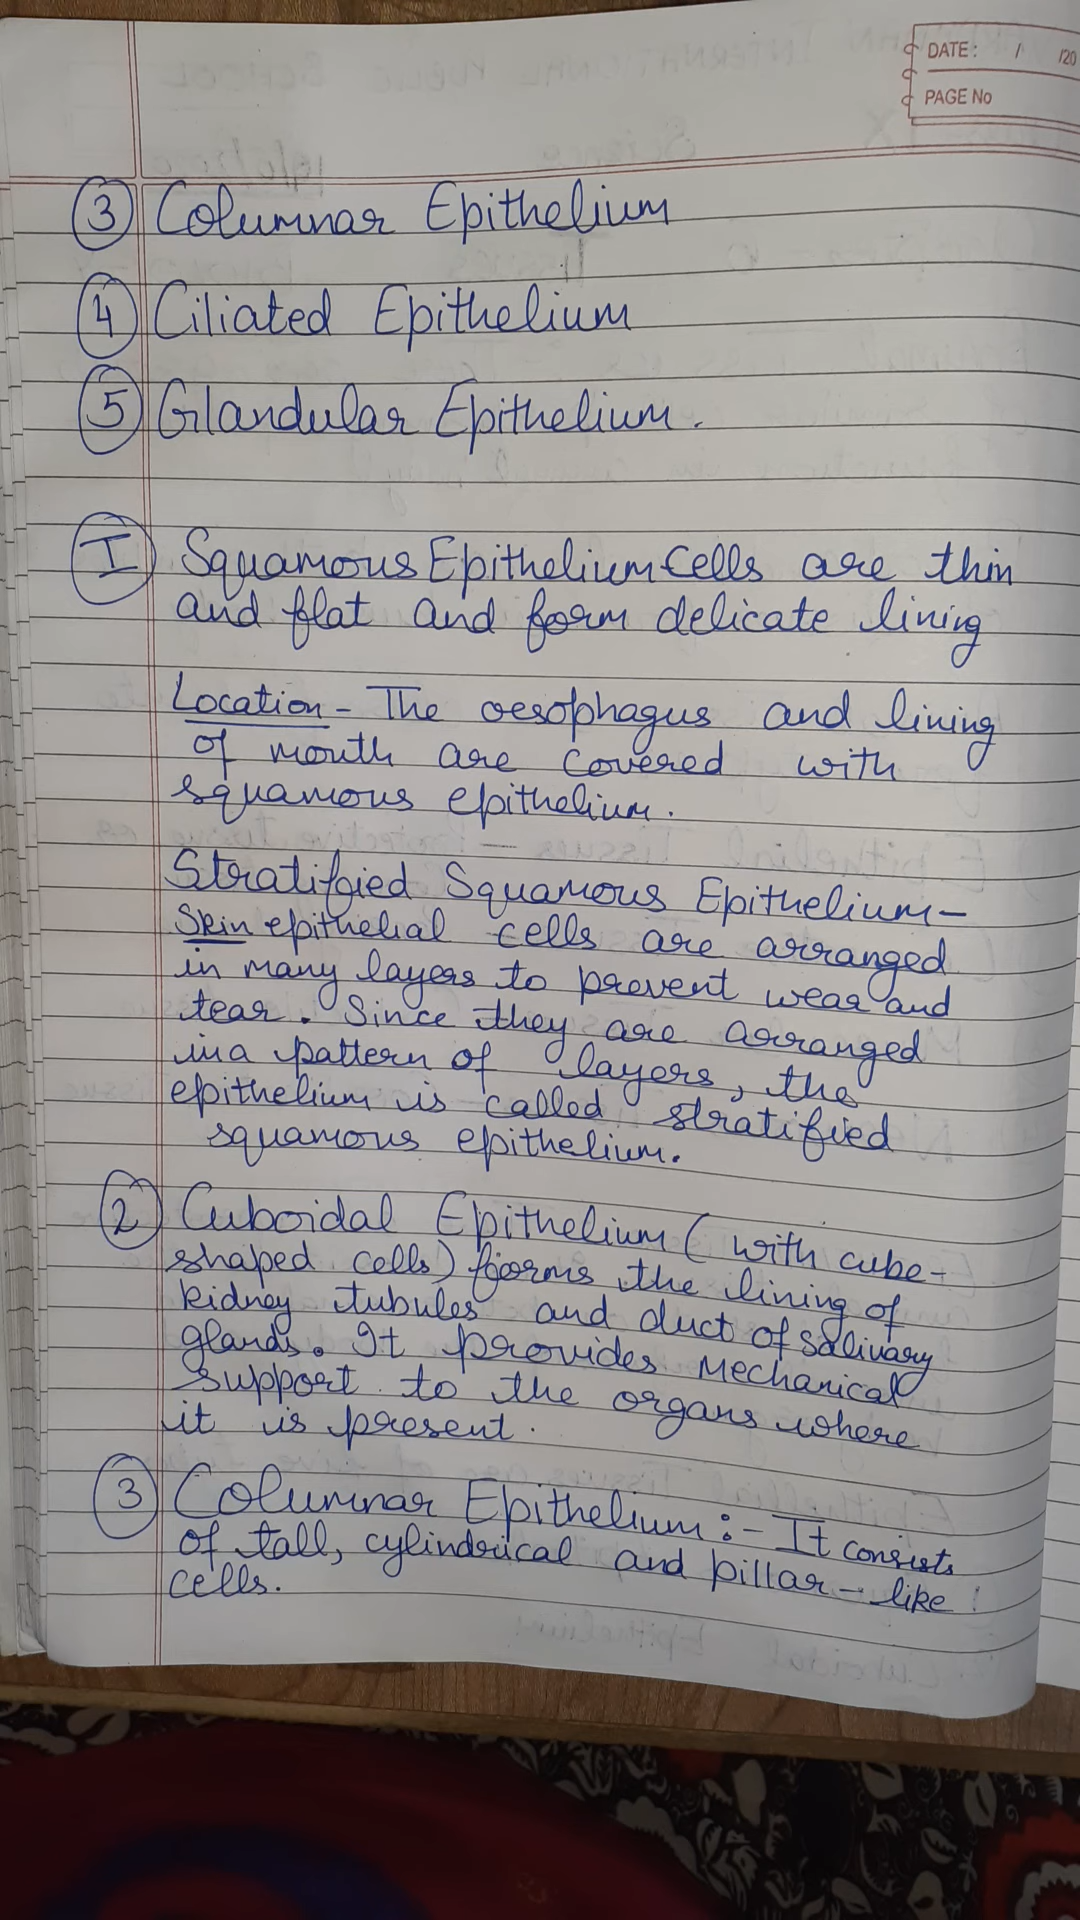 DATE: / /20
PAGE No
3 Columnar Epithelium
4 Ciliated Epithelium
5 Glandular Epithelium.
I Squamous Epithelium Cells are thin
and flat and form delicate lining
Location - The oesophagus and lining
of mouth are covered with
squamous epithelium.
Stratified Squamous Epithelium-
Skin epithelial cells are arranged
in many layers to prevent wear and
tear. Since they are arranged
in a pattern of layers, the
epithelium is called stratified
squamous epithelium.
2 Cuboidal Epithelium (with cube-
shaped cells) forms the lining of
kidney tubules and duct of salivary
glands. It provides mechanical
support to the organs where
it is present.
3 Columnar Epithelium :- It consists
of tall, cylindrical and pillar-like
cells.